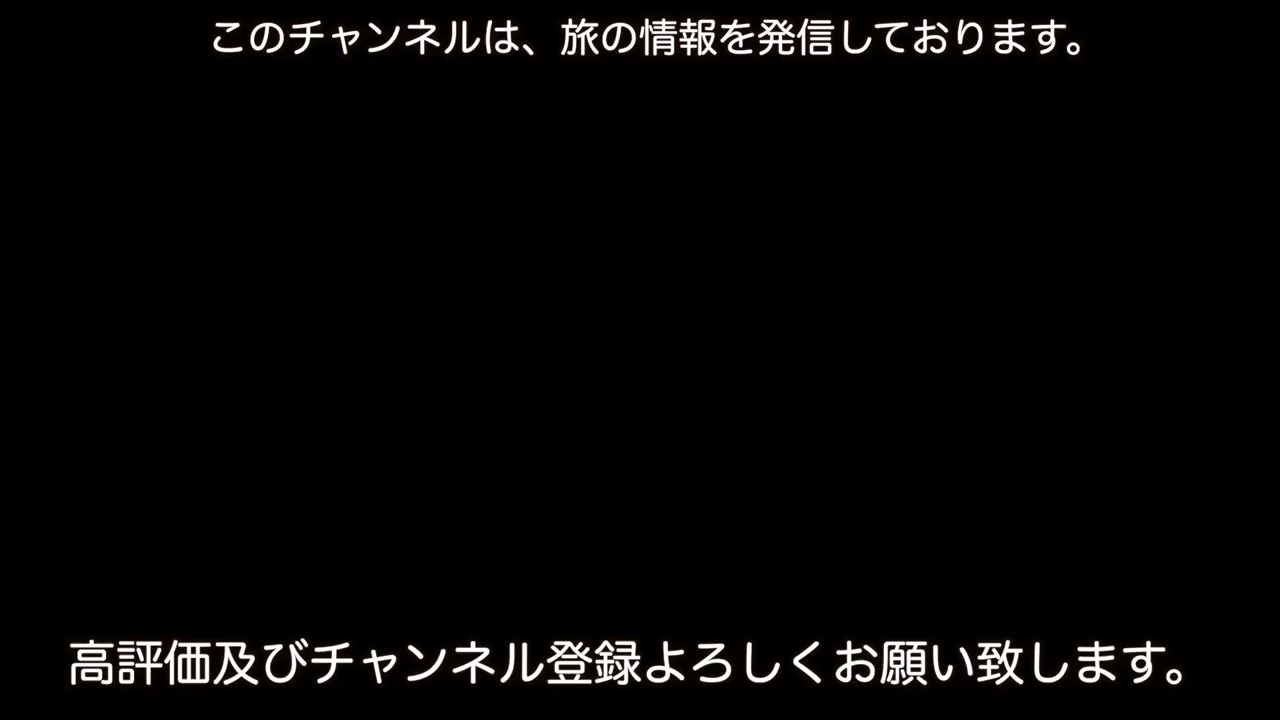 このチャンネルは、旅の情報を発信しております。
高評価及びチャンネル登録よろしくお願い致します。